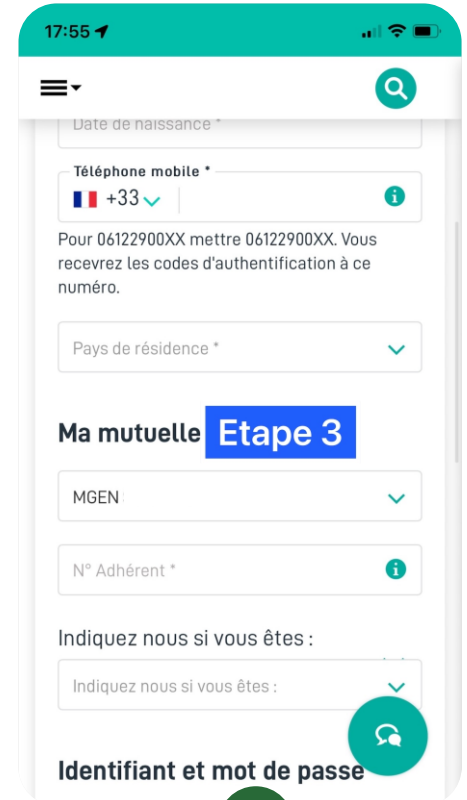 17:55
Date de naissance *
Téléphone mobile *
+33
Pour 06122900XX mettre 06122900XX. Vous
recevrez les codes d'authentification à ce
numéro.
Pays de résidence *
Ma mutuelle Etape 3
MGEN
N° Adhérent *
Indiquez nous si vous êtes :
Indiquez nous si vous êtes :
Identifiant et mot de passe